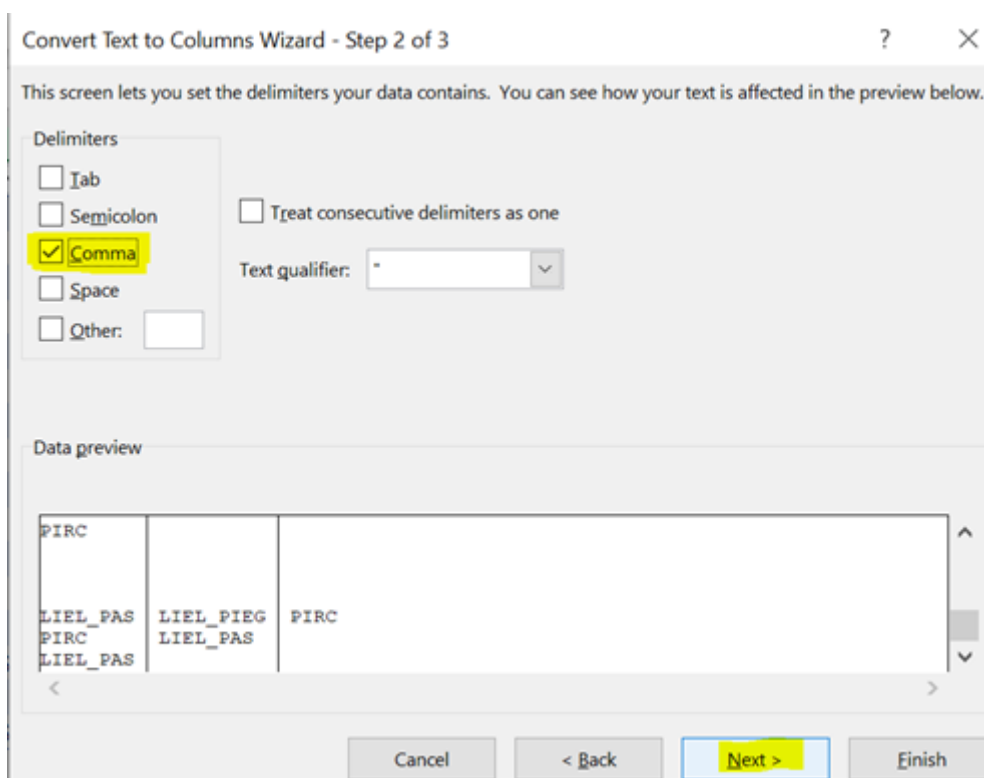 Convert Text to Columns Wizard - Step 2 of 3
?
This screen lets you set the delimiters your data contains. You can see how your text is affected in the preview below.
Delimiters
Tab
Semicolon
Treat consecutive delimiters as one
Comma
Text qualifier: "
Space
Other:
Data preview
PIRC
LIEL_PAS LIEL_PIEG PIRC
PIRC LIEL_PAS
LIEL_PAS
Cancel < Back Next > Finish